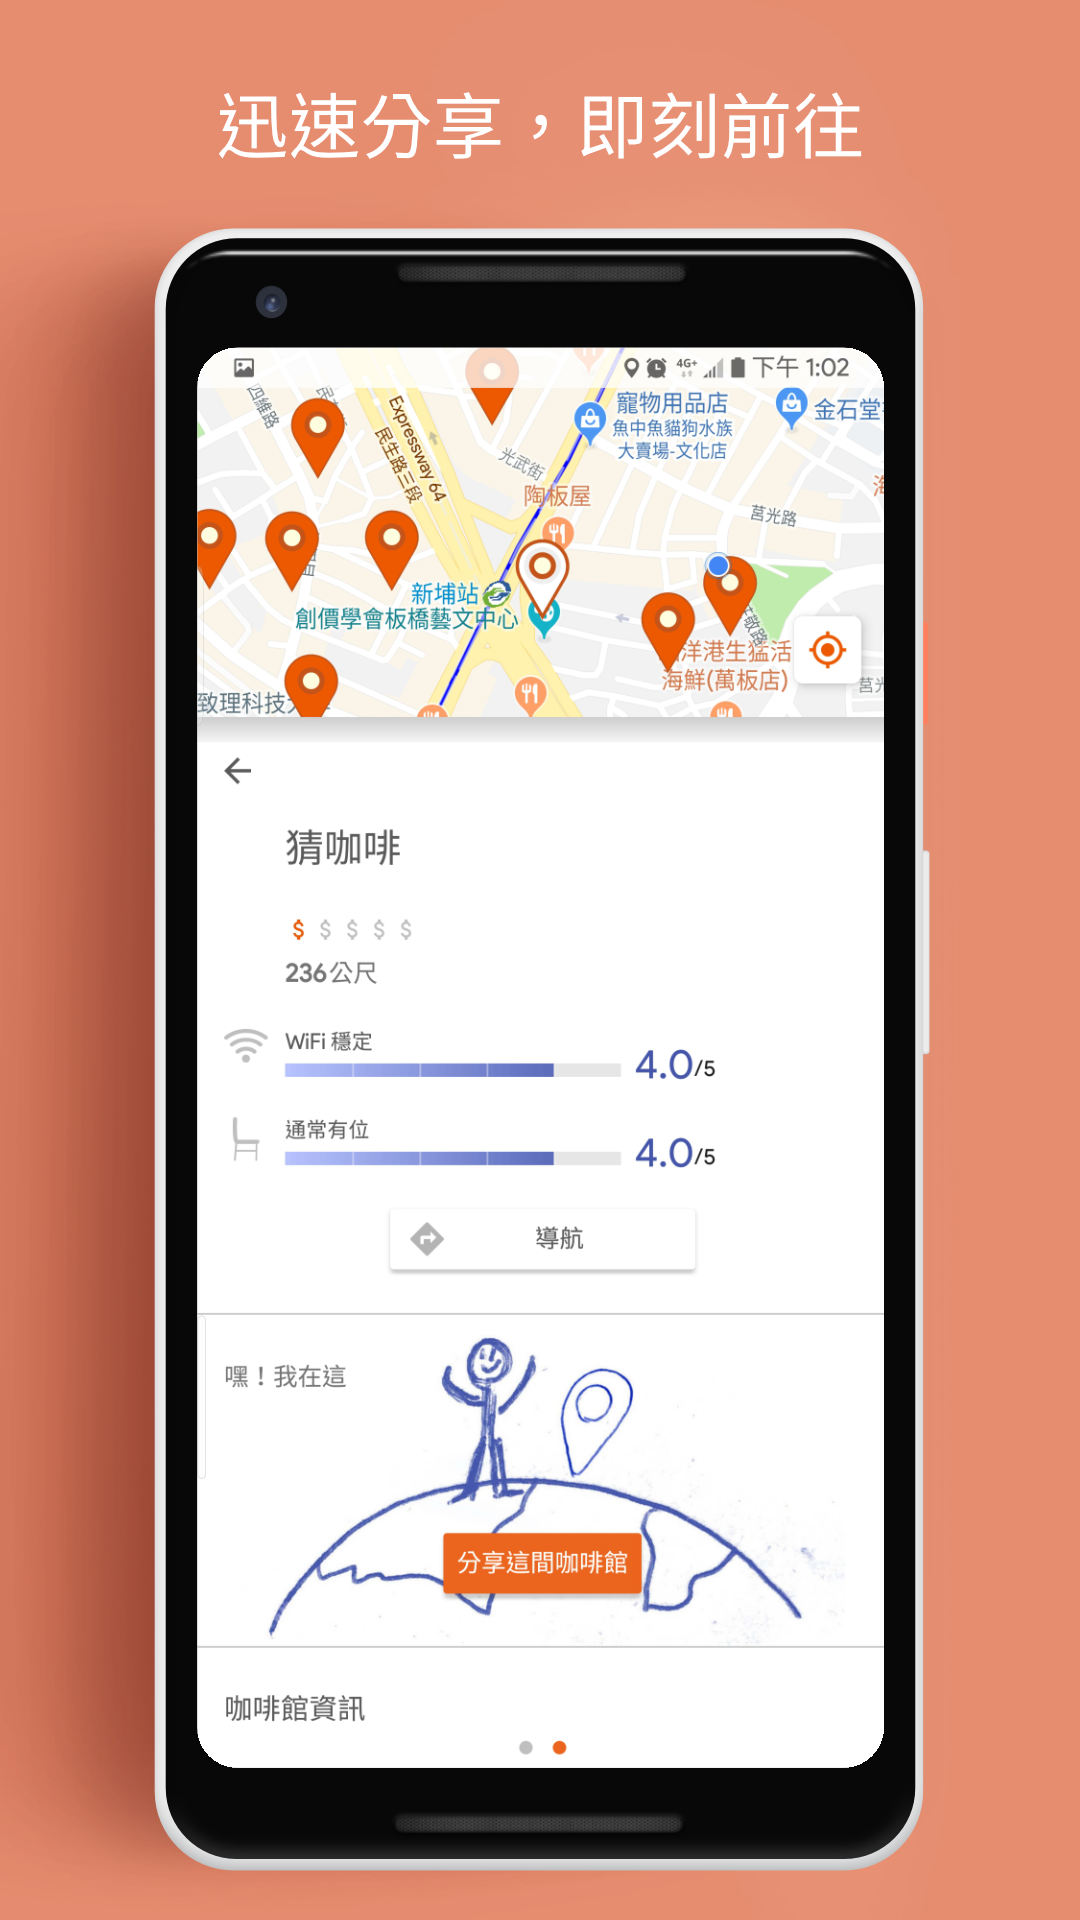 迅速分享，即刻前往
4G+ 下午 1:02
四維路
Expressway 64
民生路三段
寵物用品店
魚中魚貓狗水族
大賣場-文化店
金石堂
光武街
陶板屋
莒光路
新埔站
創價學會板橋藝文中心
洋港生猛活
海鮮(萬板店)
莒光
致理科技大
猜咖啡
$ $ $ $ $
236公尺
WiFi 穩定
4.0/5
通常有位
4.0/5
導航
嘿！我在這
分享這間咖啡館
咖啡館資訊